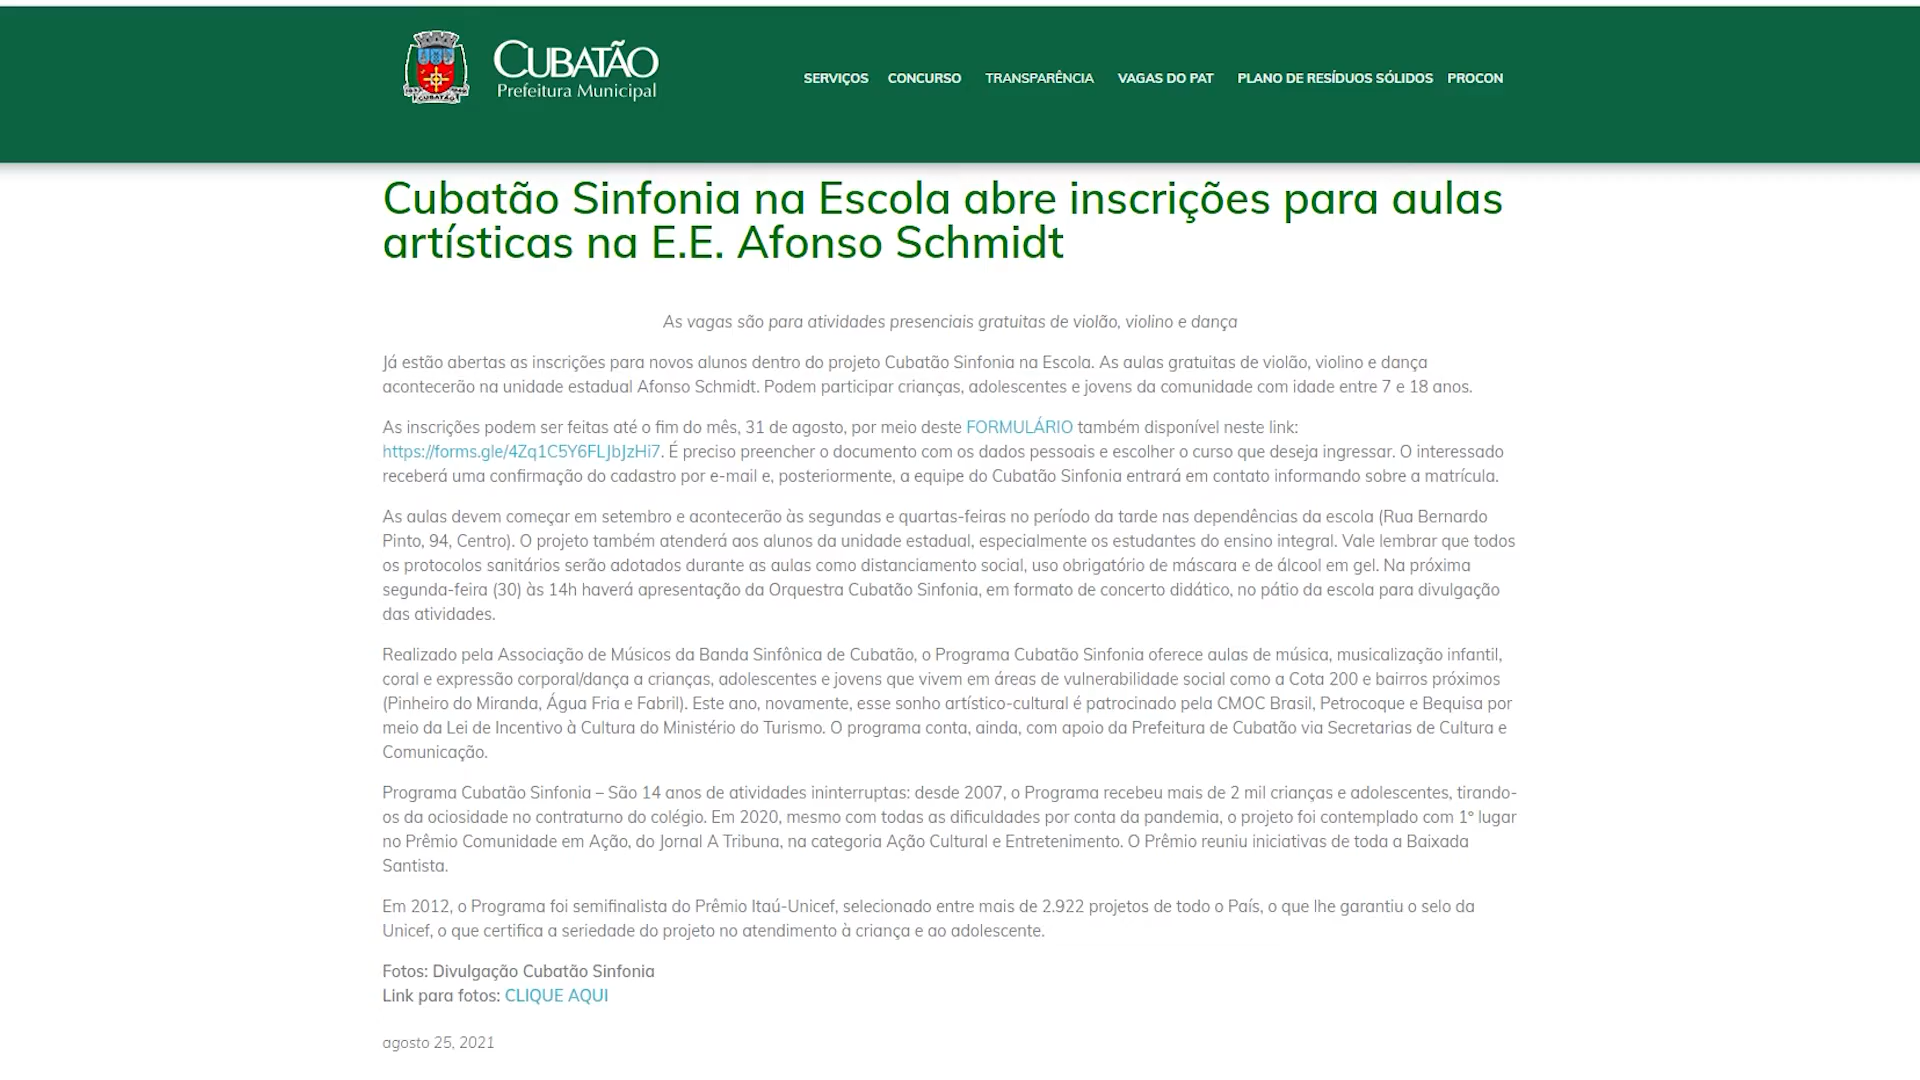 CUBATÃO
Prefeitura Municipal
CUBATÃO
SERVIÇOS CONCURSO TRANSPARÊNCIA VAGAS DO PAT PLANO DE RESÍDUOS SÓLIDOS PROCON
Cubatão Sinfonia na Escola abre inscrições para aulas
artísticas na E.E. Afonso Schmidt
As vagas são para atividades presenciais gratuitas de violão, violino e dança
Já estão abertas as inscrições para novos alunos dentro do projeto Cubatão Sinfonia na Escola. As aulas gratuitas de violão, violino e dança
acontecerão na unidade estadual Afonso Schmidt. Podem participar crianças, adolescentes e jovens da comunidade com idade entre 7 e 18 anos.
As inscrições podem ser feitas até o fim do mês, 31 de agosto, por meio deste FORMULÁRIO também disponível neste link:
https://forms.gle/4Zq1C5Y6FLJbJzHi7. É preciso preencher o documento com os dados pessoais e escolher o curso que deseja ingressar. O interessado
receberá uma confirmação do cadastro por e-mail e, posteriormente, a equipe do Cubatão Sinfonia entrará em contato informando sobre a matrícula.
As aulas devem começar em setembro e acontecerão às segundas e quartas-feiras no período da tarde nas dependências da escola (Rua Bernardo
Pinto, 94, Centro). O projeto também atenderá aos alunos da unidade estadual, especialmente os estudantes do ensino integral. Vale lembrar que todos
os protocolos sanitários serão adotados durante as aulas como distanciamento social, uso obrigatório de máscara e de álcool em gel. Na próxima
segunda-feira (30) às 14h haverá apresentação da Orquestra Cubatão Sinfonia, em formato de concerto didático, no pátio da escola para divulgação
das atividades.
Realizado pela Associação de Músicos da Banda Sinfônica de Cubatão, o Programa Cubatão Sinfonia oferece aulas de música, musicalização infantil,
coral e expressão corporal/dança a crianças, adolescentes e jovens que vivem em áreas de vulnerabilidade social como a Cota 200 e bairros próximos
(Pinheiro do Miranda, Água Fria e Fabril). Este ano, novamente, esse sonho artístico-cultural é patrocinado pela CMOC Brasil, Petrocoque e Bequisa por
meio da Lei de Incentivo à Cultura do Ministério do Turismo. O programa conta, ainda, com apoio da Prefeitura de Cubatão via Secretarias de Cultura e
Comunicação.
Programa Cubatão Sinfonia – São 14 anos de atividades ininterruptas: desde 2007, o Programa recebeu mais de 2 mil crianças e adolescentes, tirando-
os da ociosidade no contraturno do colégio. Em 2020, mesmo com todas as dificuldades por conta da pandemia, o projeto foi contemplado com 1º lugar
no Prêmio Comunidade em Ação, do Jornal A Tribuna, na categoria Ação Cultural e Entretenimento. O Prêmio reuniu iniciativas de toda a Baixada
Santista.
Em 2012, o Programa foi semifinalista do Prêmio Itaú-Unicef, selecionado entre mais de 2.922 projetos de todo o País, o que lhe garantiu o selo da
Unicef, o que certifica a seriedade do projeto no atendimento à criança e ao adolescente.
Fotos: Divulgação Cubatão Sinfonia
Link para fotos: CLIQUE AQUI
agosto 25, 2021